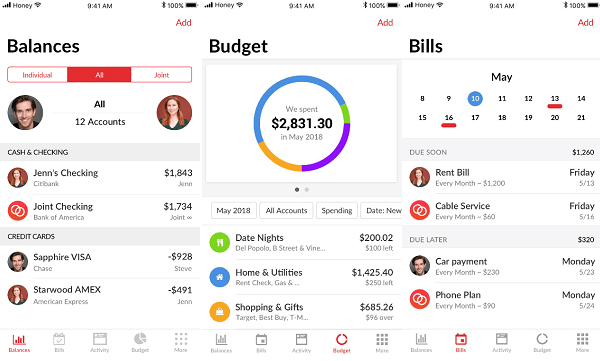 Honey 9:41 AM 100%
Add
Balances
Individual All Joint
All
12 Accounts
CASH & CHECKING
Jenn's Checking $1,843
Citibank Jenn
Joint Checking $1,734
Bank of America Joint ∞
CREDIT CARDS
Sapphire VISA -$928
Chase Steve
Starwood AMEX -$491
American Express Jenn
Balances Bills Activity Budget More
Honey 9:41 AM 100%
Add
Budget
We spent
$2,831.30
in May 2018
May 2018 All Accounts Spending Date: New
Date Nights $200.02
Del Popolo, B Street & Vine... $100 left
Home & Utilities $1,425.40
Rent Check, Gas & ... $250 left
Shopping & Gifts $685.26
Target, Best Buy, T-M... $96 over
Balances Bills Activity Budget More
Honey 9:41 AM 100%
Add
Bills
May
8 9 10 11 12 13 14
15 16 17 18 19 20 21
DUE SOON $1,260
Rent Bill Friday
Every Month ~ $1,200 5/13
Cable Service Friday
Every Month ~ $60 5/16
DUE LATER $320
Car payment Monday
Every Month ~ $230 5/23
Phone Plan Monday
Every Month ~ $90 5/24
Balances Bills Activity Budget More